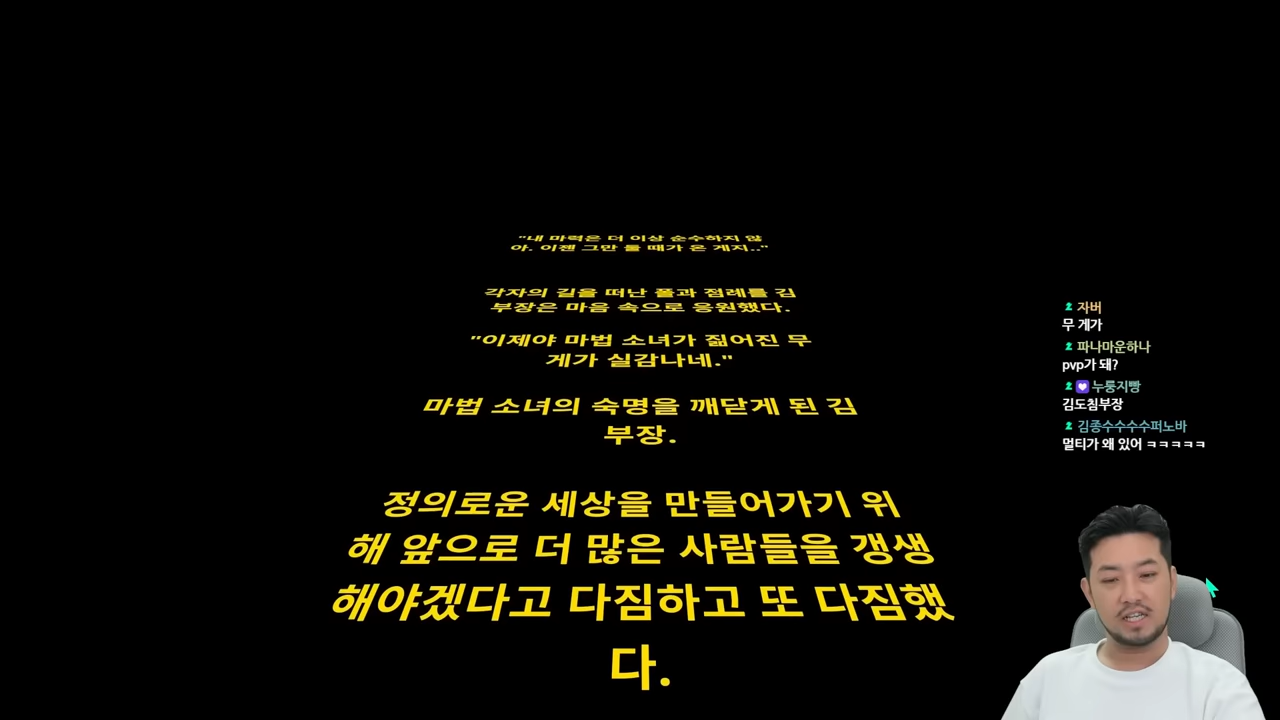 "내 마력은 더 이상 순수하지 않
아. 이젠 그만 둘 때가 온 게지.."
각자의 길을 떠난 폴과 점례를 김
부장은 마음 속으로 응원했다.
"이제야 마법 소녀가 짊어진 무
게가 실감나네."
마법 소녀의 숙명을 깨닫게 된 김
부장.
정의로운 세상을 만들어가기 위
해 앞으로 더 많은 사람들을 갱생
해야겠다고 다짐하고 또 다짐했
다.
자버
무 게가
파나마운하나
pvp가 돼?
누룽지빵
김도침부장
김종수수수수퍼노바
멀티가 왜 있어 ㅋㅋㅋㅋㅋ